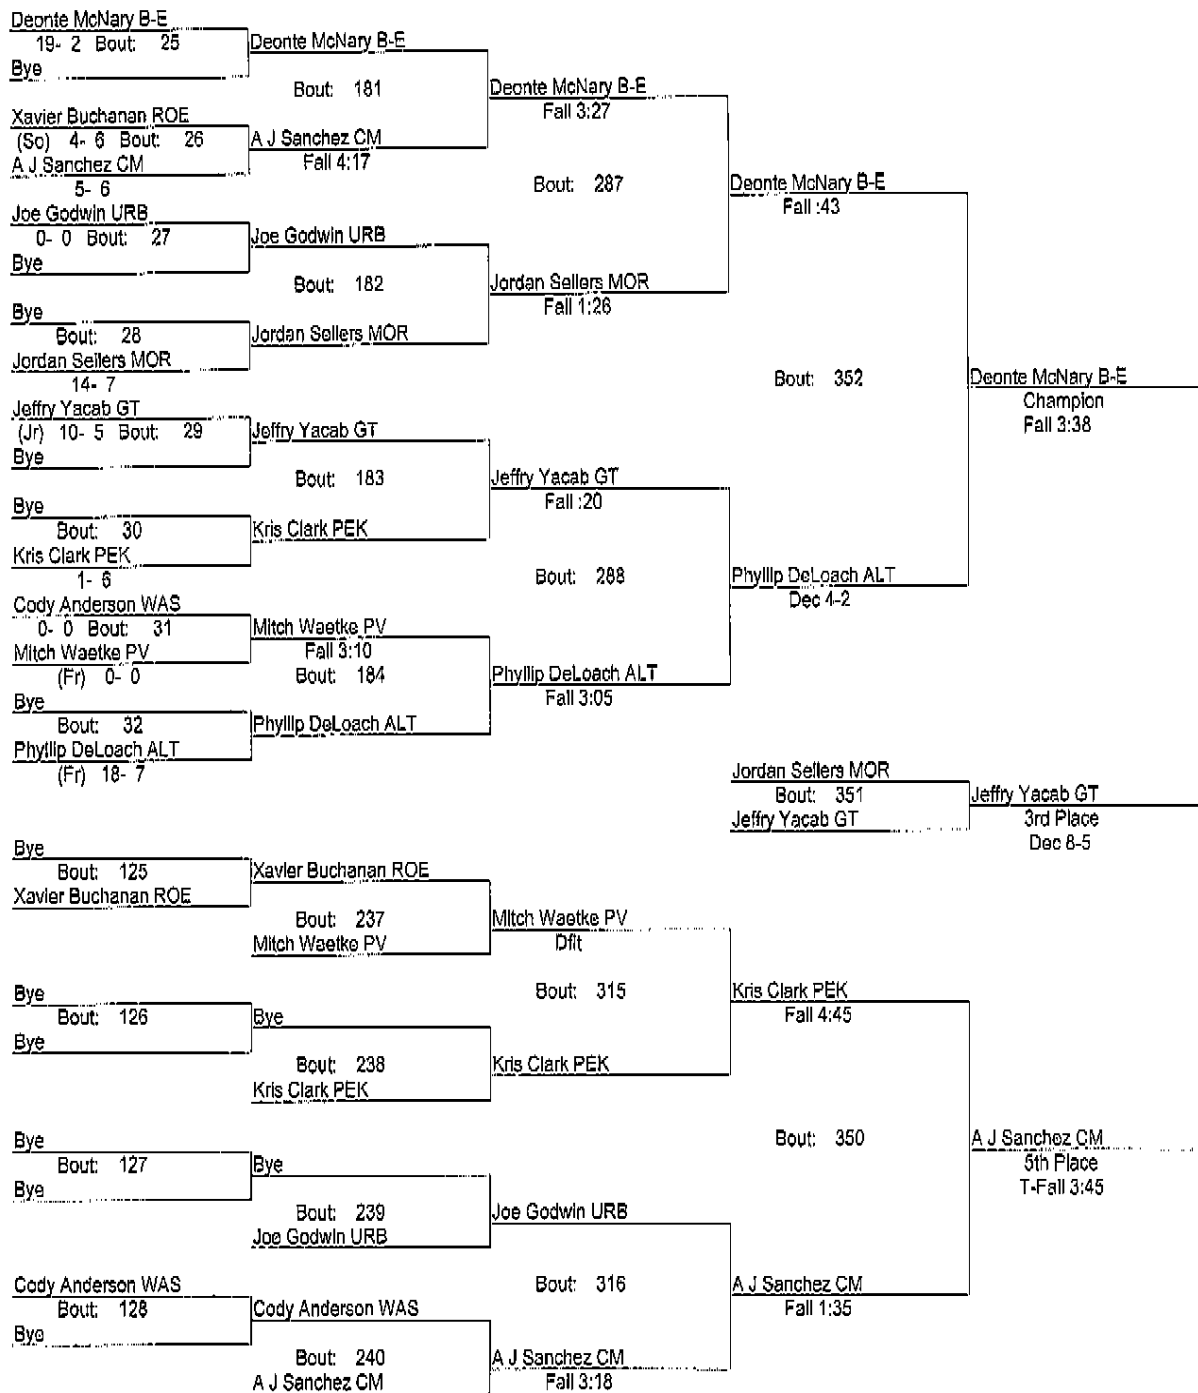 Deonte McNary B-E
19- 2 Bout: 25
Deonte McNary B-E
Bye
Bout: 181
Deonte McNary B-E
Fall 3:27
Xavier Buchanan ROE
(So) 4- 6 Bout: 26
A J Sanchez CM
A J Sanchez CM
Fall 4:17
5- 6
Bout: 287
Deonte McNary B-E
Fall :43
Joe Godwin URB
0- 0 Bout: 27
Joe Godwin URB
Bye
Bout: 182
Jordan Sellers MOR
Fall 1:26
Bye
Bout: 28
Jordan Sellers MOR
Jordan Sellers MOR
14- 7
Bout: 352
Deonte McNary B-E
Champion
Fall 3:38
Jeffry Yacab GT
(Jr) 10- 5 Bout: 29
Jeffry Yacab GT
Bye
Bout: 183
Jeffry Yacab GT
Fall :20
Bye
Bout: 30
Kris Clark PEK
Kris Clark PEK
1- 6
Bout: 288
Phyllip DeLoach ALT
Dec 4-2
Cody Anderson WAS
0- 0 Bout: 31
Mitch Waetke PV
Fall 3:10
Mitch Waetke PV
(Fr) 0- 0
Bout: 184
Phyllip DeLoach ALT
Fall 3:05
Bye
Bout: 32
Phyllip DeLoach ALT
Phyllip DeLoach ALT
(Fr) 18- 7
Jordan Sellers MOR
Bout: 351
Jeffry Yacab GT
Jeffry Yacab GT
3rd Place
Dec 8-5
Bye
Bout: 125
Xavier Buchanan ROE
Xavier Buchanan ROE
Bout: 237
Mitch Waetke PV
Mitch Waetke PV
Dflt
Bout: 315
Kris Clark PEK
Fall 4:45
Bye
Bout: 126
Bye
Bye
Bout: 238
Kris Clark PEK
Kris Clark PEK
Bout: 350
A J Sanchez CM
5th Place
T-Fall 3:45
Bye
Bout: 127
Bye
Bye
Bout: 239
Joe Godwin URB
Joe Godwin URB
Bout: 316
A J Sanchez CM
Fall 1:35
Cody Anderson WAS
Bout: 128
Cody Anderson WAS
Bye
Bout: 240
A J Sanchez CM
A J Sanchez CM
Fall 3:18